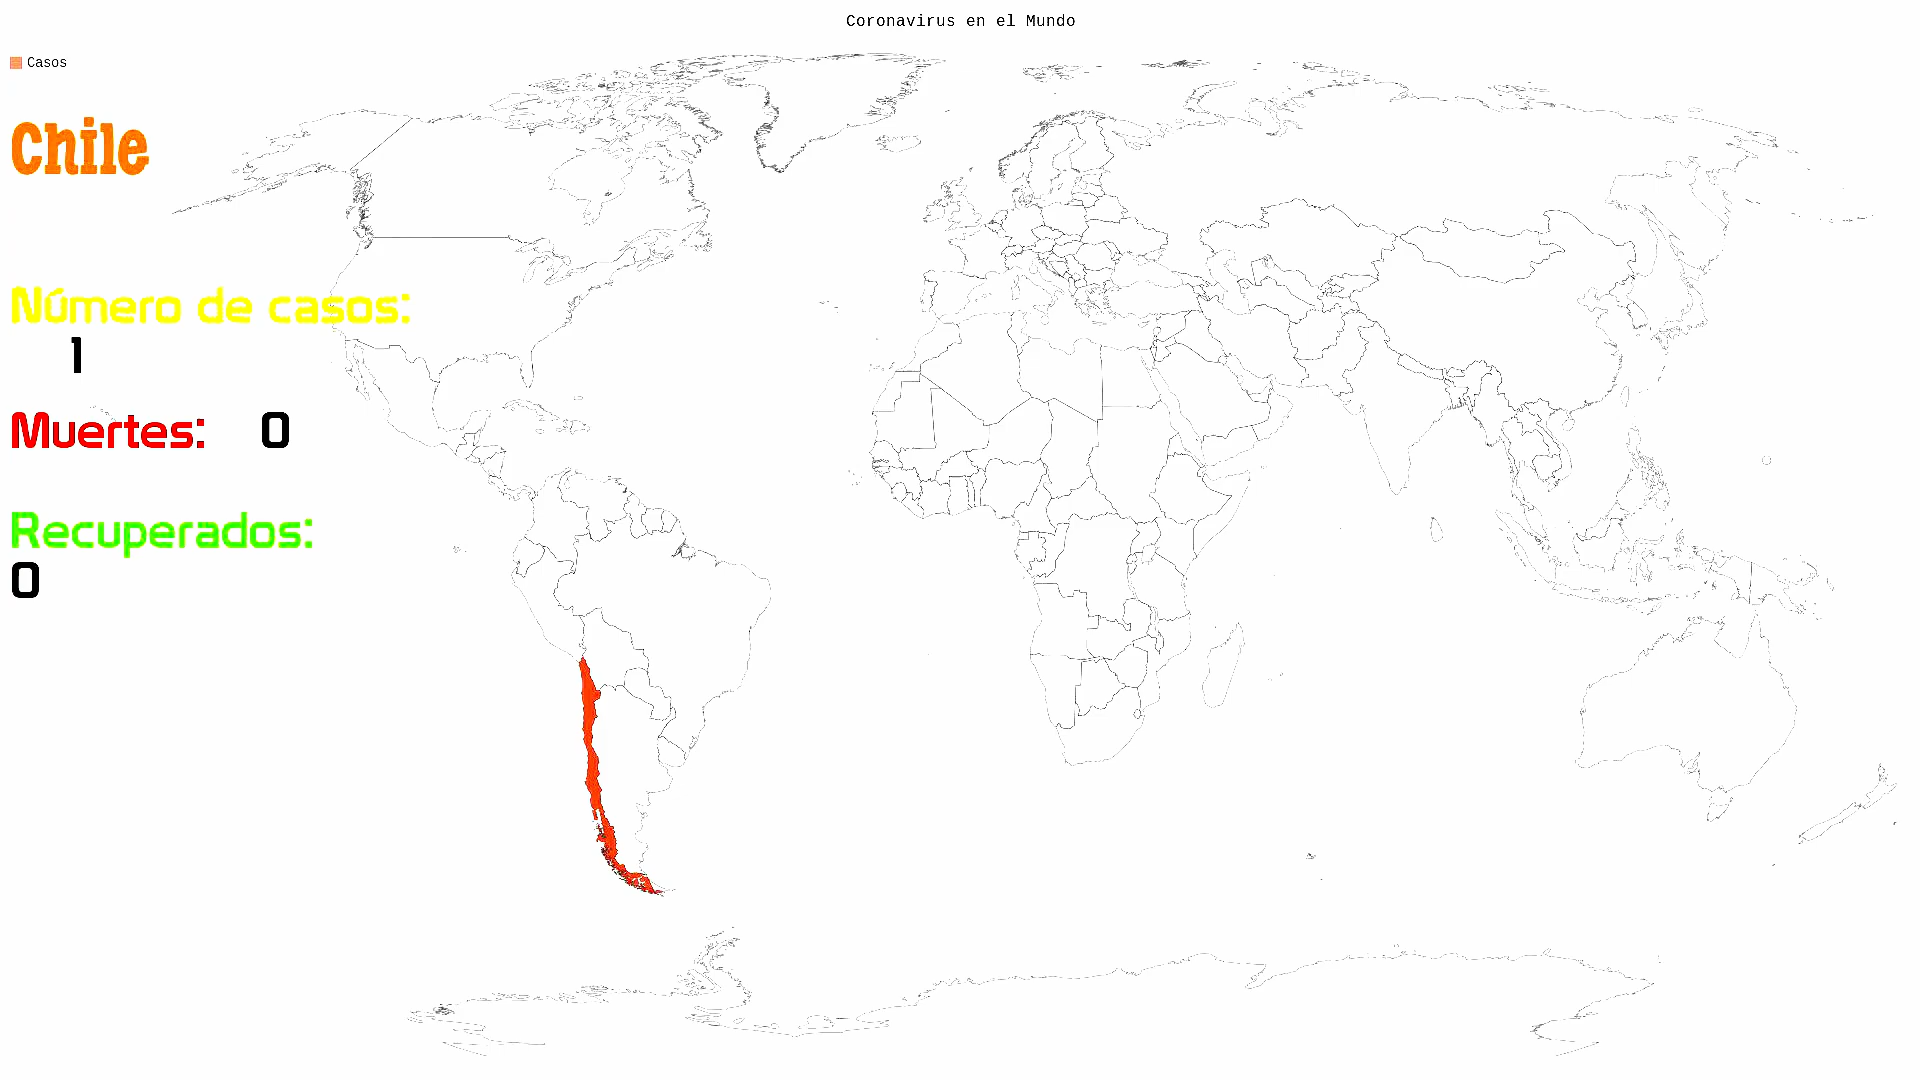 Coronavirus en el Mundo
Casos
Chile
Número de casos:
1
Muertes: 0
Recuperados:
0